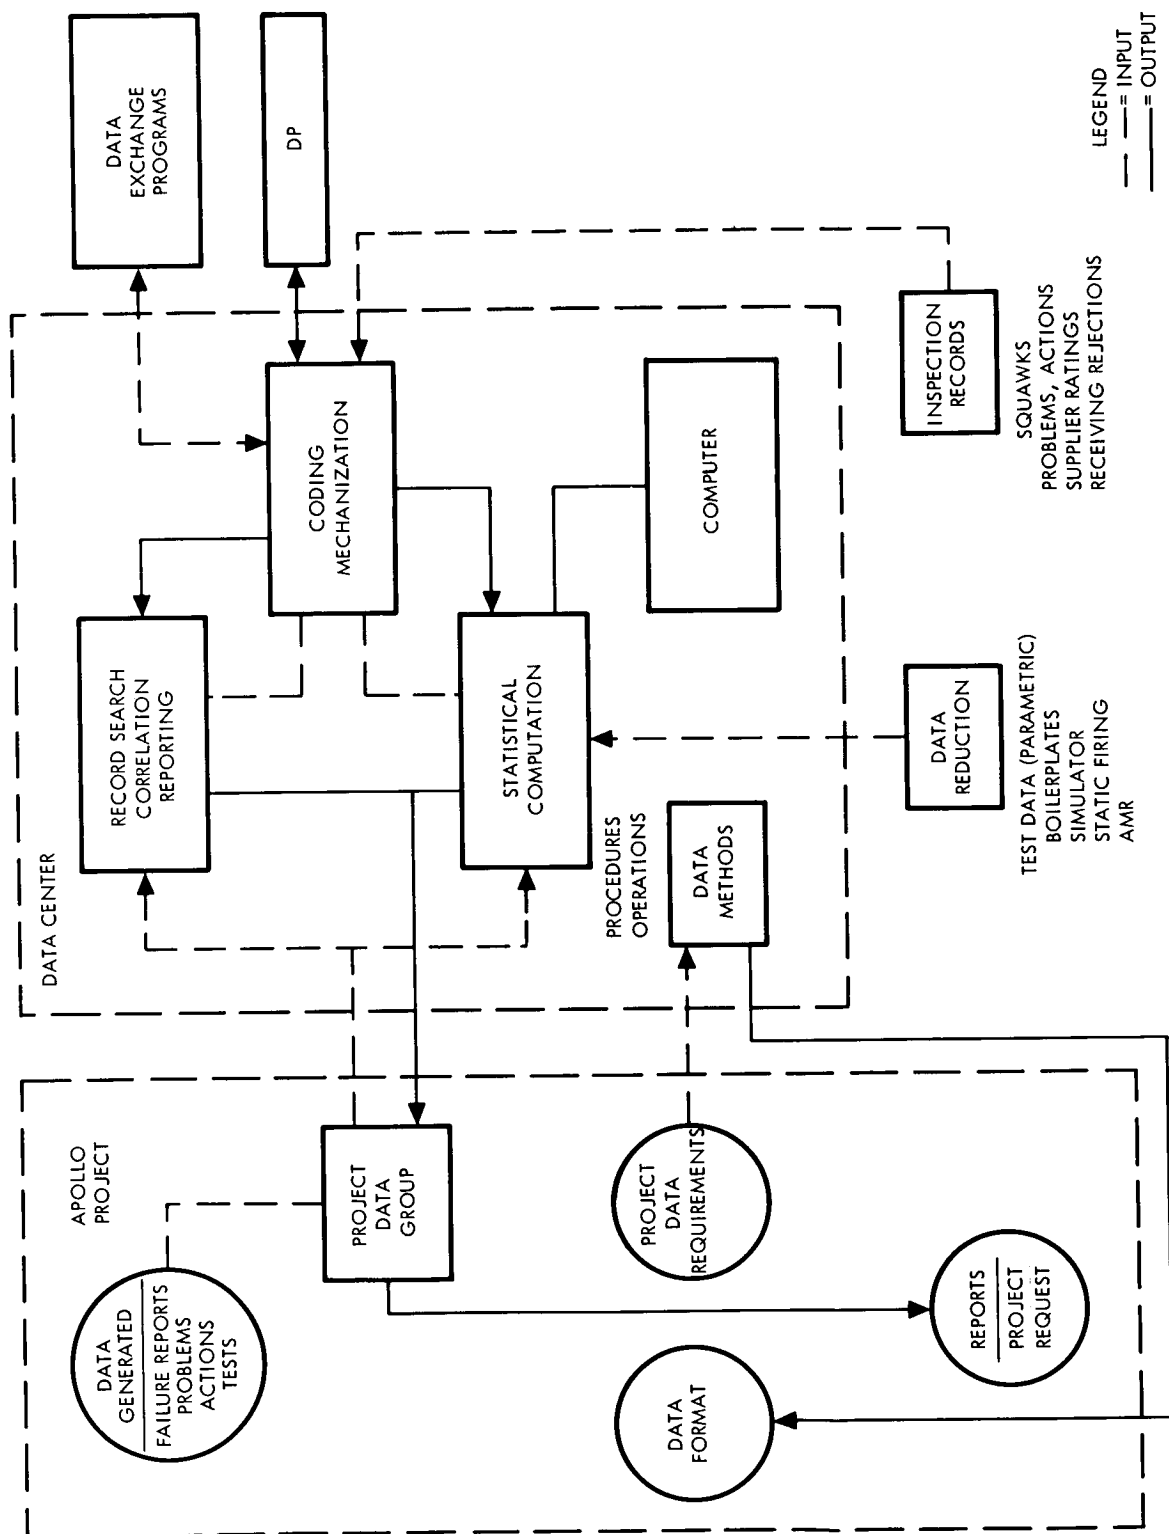 APOLLO
PROJECT
DATA
GENERATED
FAILURE REPORTS
PROBLEMS
ACTIONS
TESTS
PROJECT
DATA
GROUP
PROJECT
DATA
REQUIREMENTS
DATA
FORMAT
REPORTS
PROJECT
REQUEST
DATA CENTER
RECORD SEARCH
CORRELATION
REPORTING
CODING
MECHANIZATION
STATISTICAL
COMPUTATION
PROCEDURES
OPERATIONS
DATA
METHODS
COMPUTER
DATA
EXCHANGE
PROGRAMS
DP
DATA
REDUCTION
TEST DATA (PARAMETRIC)
BOILERPLATES
SIMULATOR
STATIC FIRING
AMR
INSPECTION
RECORDS
SQUAWKS
PROBLEMS, ACTIONS
SUPPLIER RATINGS
RECEIVING REJECTIONS
LEGEND
= INPUT
= OUTPUT